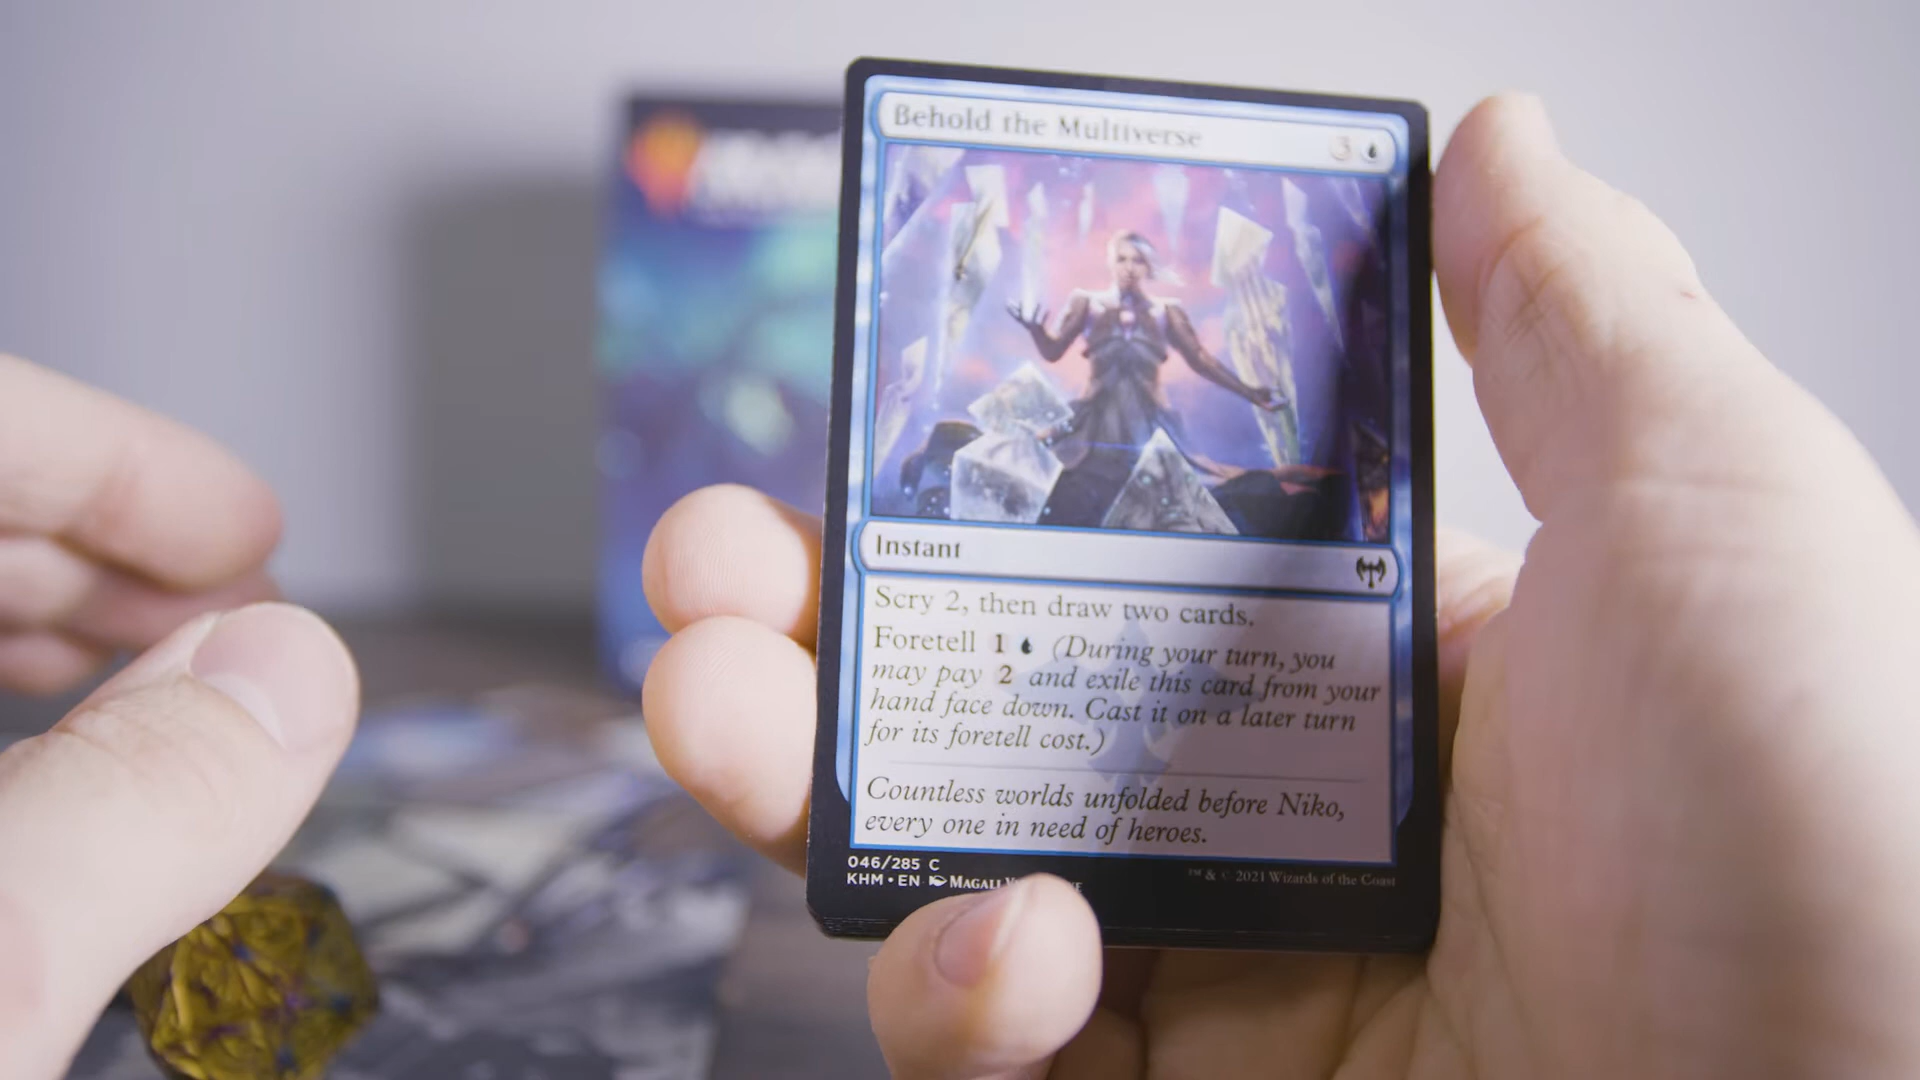 Behold the Multiverse 3
Instant
Scry 2, then draw two cards.
Foretell 1 (During your turn, you
may pay 2 and exile this card from your
hand face down. Cast it on a later turn
for its foretell cost.)
Countless worlds unfolded before Niko,
every one in need of heroes.
046/285 C
KHM • EN MAGALI
™ & © 2021 Wizards of the Coast